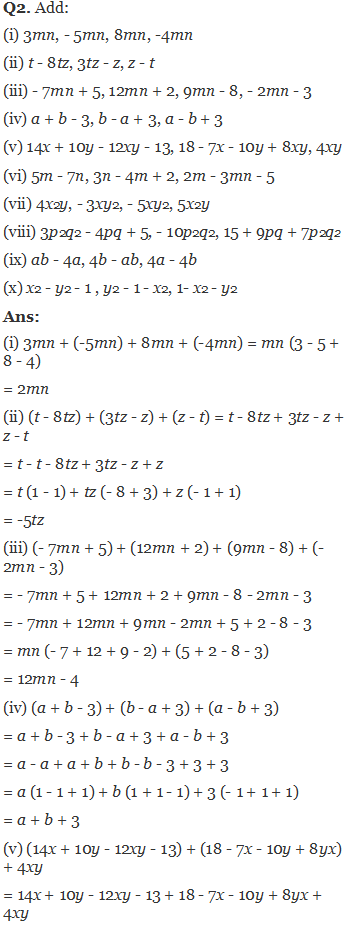 Q2. Add:
(i) 3mn, - 5mn, 8mn, -4mn
(ii) t - 8tz, 3tz - z, z - t
(iii) - 7mn + 5, 12mn + 2, 9mn - 8, - 2mn - 3
(iv) a + b - 3, b - a + 3, a - b + 3
(v) 14x + 10y - 12xy - 13, 18 - 7x - 10y + 8xy, 4xy
(vi) 5m - 7n, 3n - 4m + 2, 2m - 3mn - 5
(vii) 4x2y, - 3xy2, - 5xy2, 5x2y
(viii) 3p2q2 - 4pq + 5, - 10p2q2, 15 + 9pq + 7p2q2
(ix) ab - 4a, 4b - ab, 4a - 4b
(x) x2 - y2 - 1 , y2 - 1 - x2, 1- x2 - y2
Ans:
(i) 3mn + (-5mn) + 8mn + (-4mn) = mn (3 - 5 +
8 - 4)
= 2mn
(ii) (t - 8tz) + (3tz - z) + (z - t) = t - 8tz + 3tz - z +
z - t
= t - t - 8tz + 3tz - z + z
= t (1 - 1) + tz (- 8 + 3) + z (- 1 + 1)
= -5tz
(iii) (- 7mn + 5) + (12mn + 2) + (9mn - 8) + (-
2mn - 3)
= - 7mn + 5 + 12mn + 2 + 9mn - 8 - 2mn - 3
= - 7mn + 12mn + 9mn - 2mn + 5 + 2 - 8 - 3
= mn (- 7 + 12 + 9 - 2) + (5 + 2 - 8 - 3)
= 12mn - 4
(iv) (a + b - 3) + (b - a + 3) + (a - b + 3)
= a + b - 3 + b - a + 3 + a - b + 3
= a - a + a + b + b - b - 3 + 3 + 3
= a (1 - 1 + 1) + b (1 + 1 - 1) + 3 (- 1 + 1 + 1)
= a + b + 3
(v) (14x + 10y - 12xy - 13) + (18 - 7x - 10y + 8yx)
+ 4xy
= 14x + 10y - 12xy - 13 + 18 - 7x - 10y + 8yx +
4xy